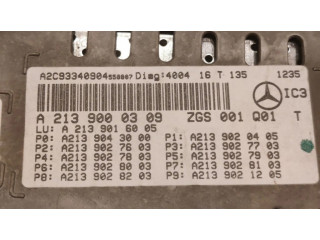 A2C93340904558867 Diag:4004 16 T 135 1235
IC3
A 213 900 03 09 ZGS 001 Q01 T
LU: A 213 901 60 05
P0: A213 904 30 00 P1: A213 902 04 05
P2: A213 902 76 03 P3: A213 902 77 03
P4: A213 902 78 03 P5: A213 902 79 03
P6: A213 902 80 03 P7: A213 902 81 03
P8: A213 902 82 03 P9: A213 902 12 05